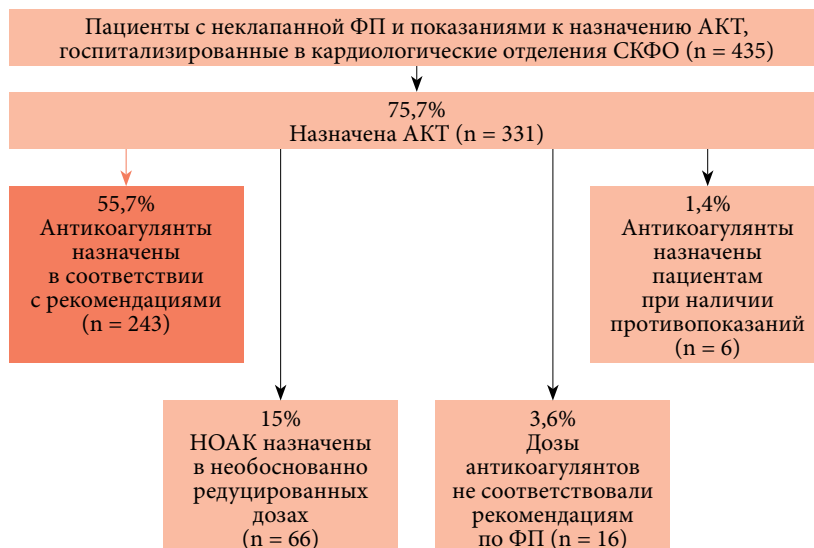 Пациенты с неклапанной ФП и показаниями к назначению АКТ,
госпитализированные в кардиологические отделения СКФО (n = 435)
75,7%
Назначена АКТ (n = 331)
55,7%
Антикоагулянты
назначены
в соответствии
с рекомендациями
(n = 243)
1,4%
Антикоагулянты
назначены
пациентам
при наличии
противопоказаний
(n = 6)
15%
НОАК назначены
в необоснованно
редуцированных
дозах
(n = 66)
3,6%
Дозы
антикоагулянтов
не соответствовали
рекомендациям
по ФП (n = 16)